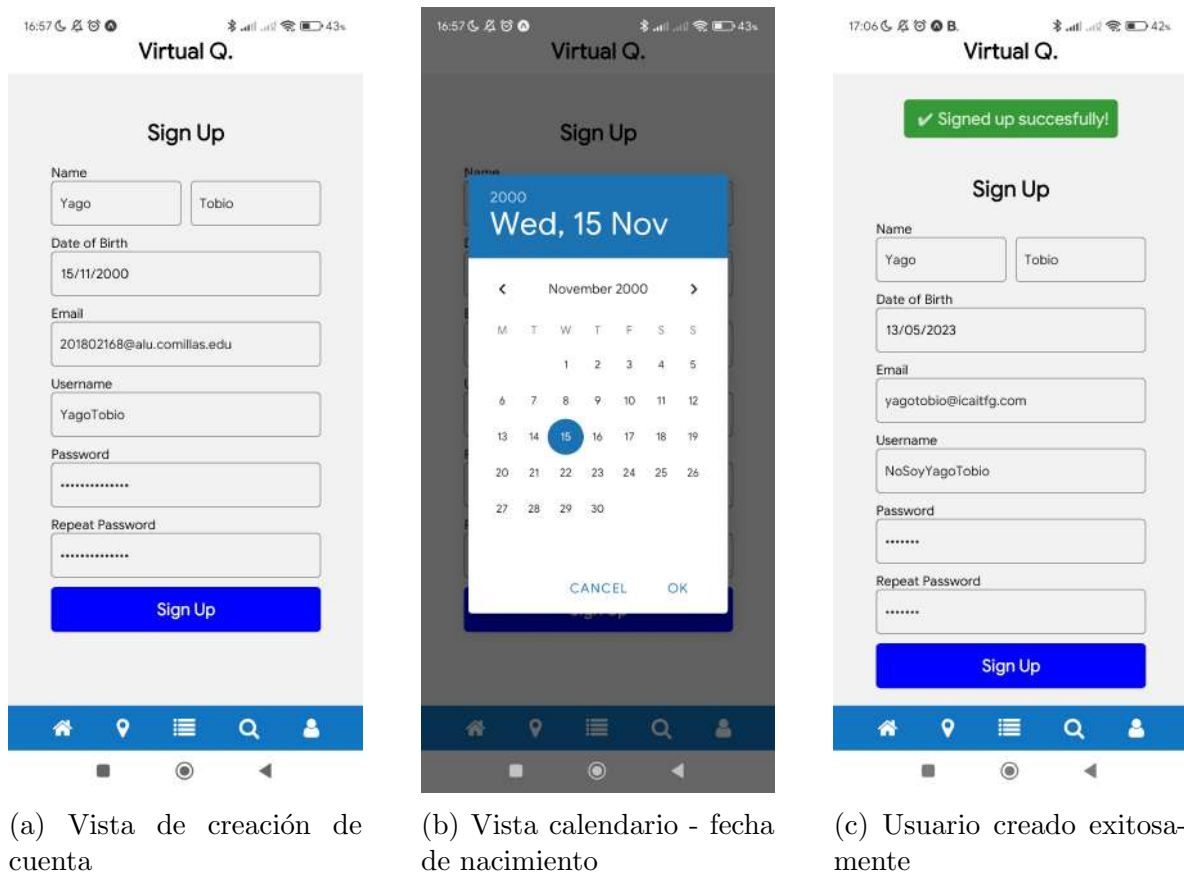 16:57 43%
Virtual Q.
Sign Up
Name
Yago Tobio
Date of Birth
15/11/2000
Email
201802168@alu.comillas.edu
Username
YagoTobio
Password
••••••••••••••
Repeat Password
••••••••••••••
Sign Up
(a) Vista de creación de
cuenta
16:57 43%
Virtual Q.
Sign Up
Name
2000
Wed, 15 Nov
November 2000
M T W T F S S
1 2 3 4 5
6 7 8 9 10 11 12
13 14 15 16 17 18 19
20 21 22 23 24 25 26
27 28 29 30
CANCEL OK
(b) Vista calendario - fecha
de nacimiento
17:06 B. 42%
Virtual Q.
✔ Signed up succesfully!
Sign Up
Name
Yago Tobio
Date of Birth
13/05/2023
Email
yagotobio@icaitfg.com
Username
NoSoyYagoTobio
Password
•••••••
Repeat Password
•••••••
Sign Up
(c) Usuario creado exitosa-
mente